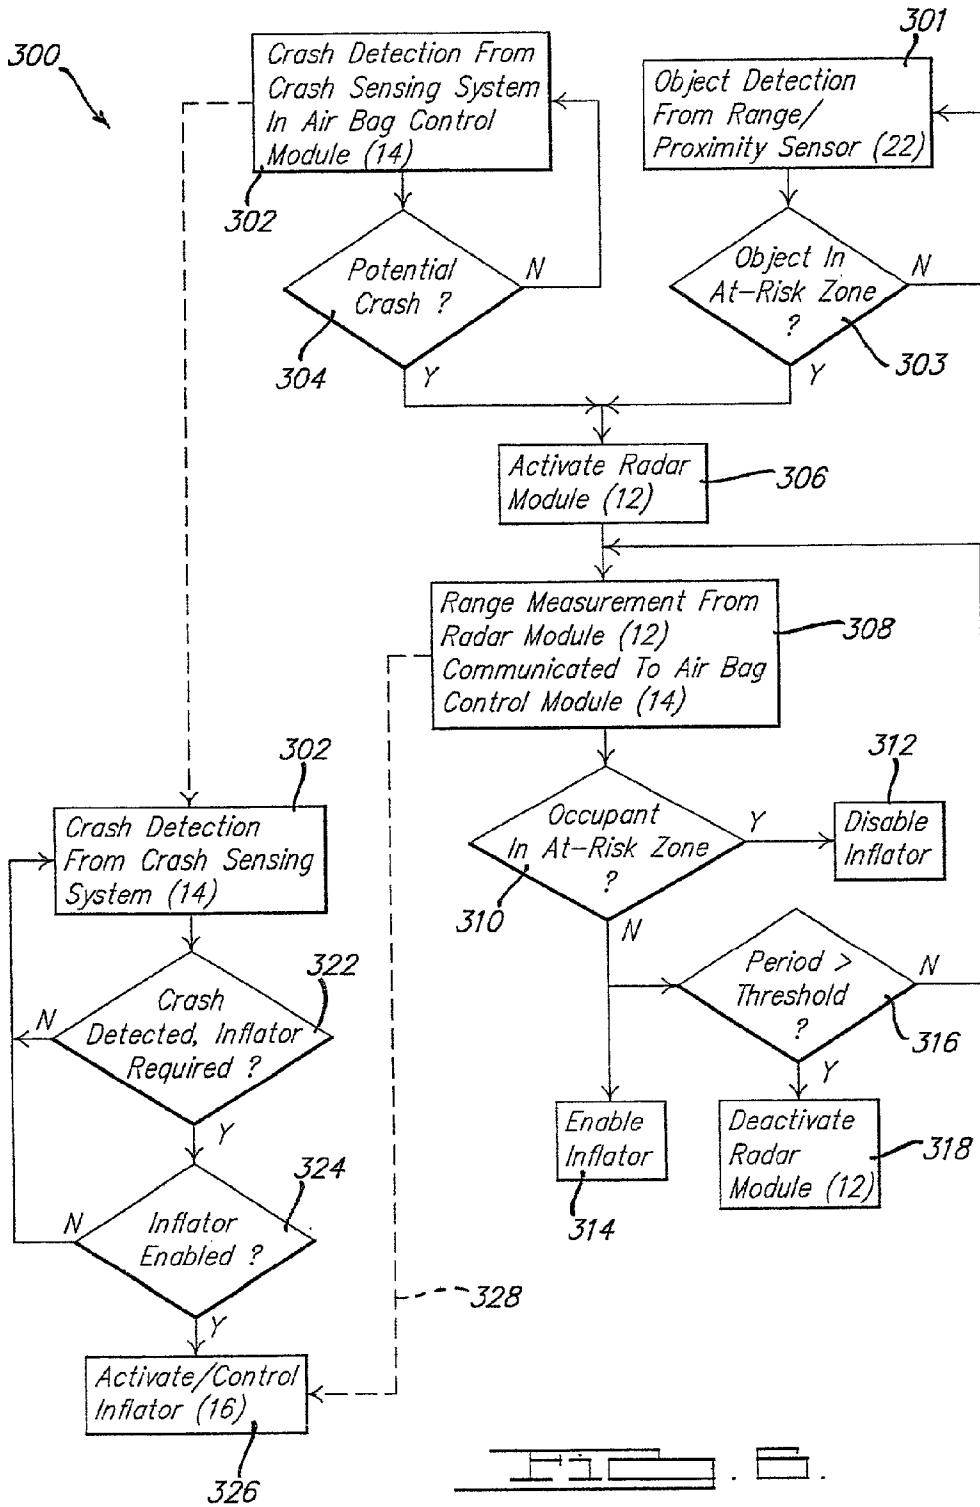 300
Crash Detection From
Crash Sensing System
In Air Bag Control
Module (14)
302
301
Object Detection
From Range/
Proximity Sensor (22)
Potential
Crash ?
N
304
Y
Object In
At-Risk Zone
?
N
303
Y
Activate Radar
Module (12)
306
Range Measurement From
Radar Module (12)
Communicated To Air Bag
Control Module (14)
308
302
Crash Detection
From Crash Sensing
System (14)
Occupant
In At-Risk Zone
?
310
Y
N
312
Disable
Inflator
Period >
Threshold
?
N
316
Y
322
Crash
Detected, Inflator
Required ?
N
Y
Enable
Inflator
314
Deactivate
Radar
Module (12)
318
324
Inflator
Enabled ?
N
Y
328
Activate/Control
Inflator (16)
326